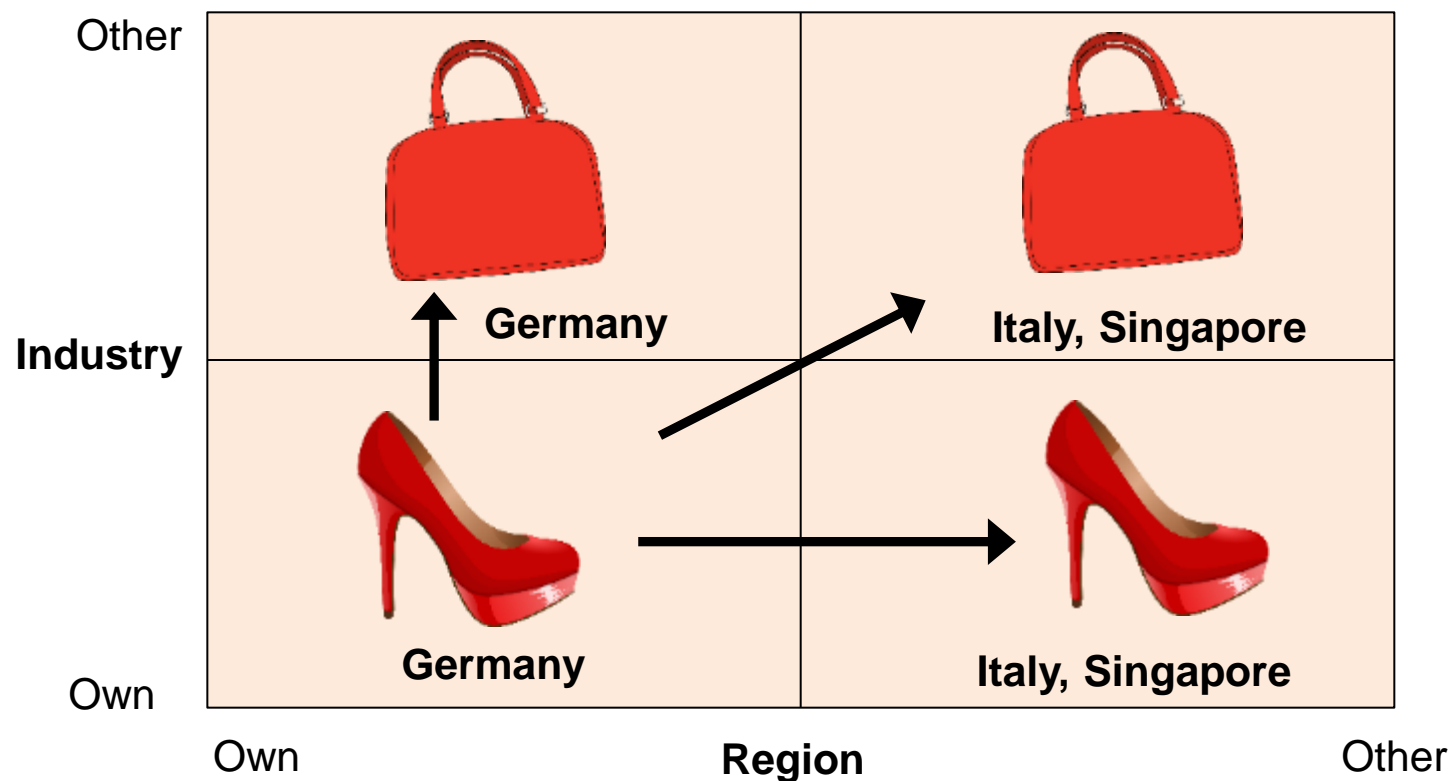 Other
Germany
Italy, Singapore
Industry
Germany
Italy, Singapore
Own
Own
Region
Other